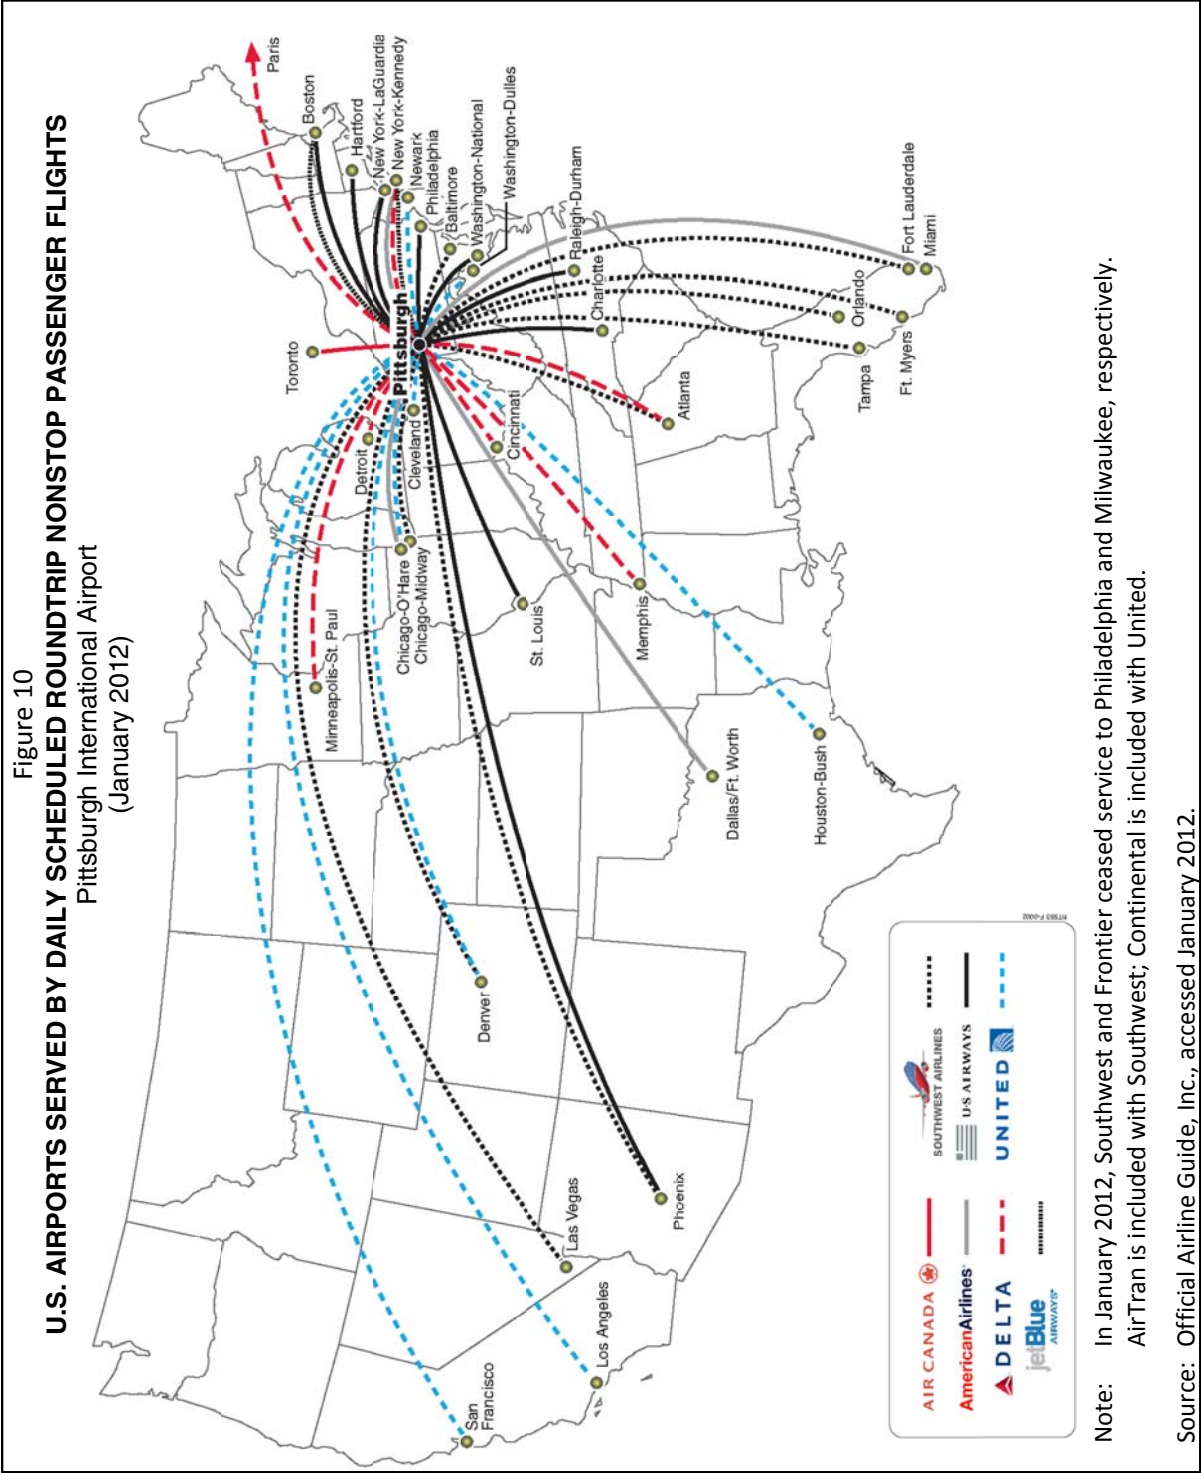 Figure 10
U.S. AIRPORTS SERVED BY DAILY SCHEDULED ROUNDTRIP NONSTOP PASSENGER FLIGHTS
Pittsburgh International Airport
(January 2012)
Paris
Boston
Hartford
New York-LaGuardia
New York-Kennedy
Newark
Philadelphia
Baltimore
Washington-National
Washington-Dulles
Raleigh-Durham
Charlotte
Fort Lauderdale
Miami
Orlando
Ft. Myers
Tampa
Atlanta
Toronto
Pittsburgh
Detroit
Cleveland
Cincinnati
Chicago-O'Hare
Chicago-Midway
Minneapolis-St. Paul
St. Louis
Memphis
Dallas/Ft. Worth
Houston-Bush
Denver
Phoenix
Las Vegas
Los Angeles
San
Francisco
AIR CANADA
SOUTHWEST AIRLINES
AmericanAirlines
U·S AIRWAYS
DELTA
UNITED
jetBlue
AIRWAYS
Note: In January 2012, Southwest and Frontier ceased service to Philadelphia and Milwaukee, respectively.
AirTran is included with Southwest; Continental is included with United.
Source: Official Airline Guide, Inc., accessed January 2012.